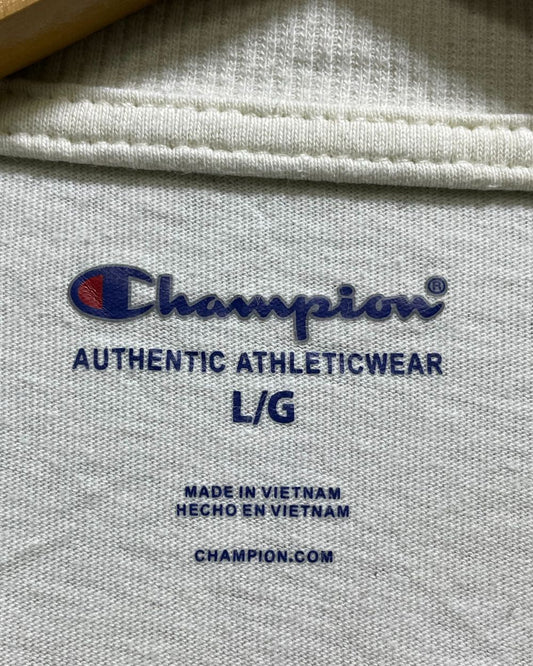 Champion®
AUTHENTIC ATHLETICWEAR
L/G
MADE IN VIETNAM
HECHO EN VIETNAM
CHAMPION.COM